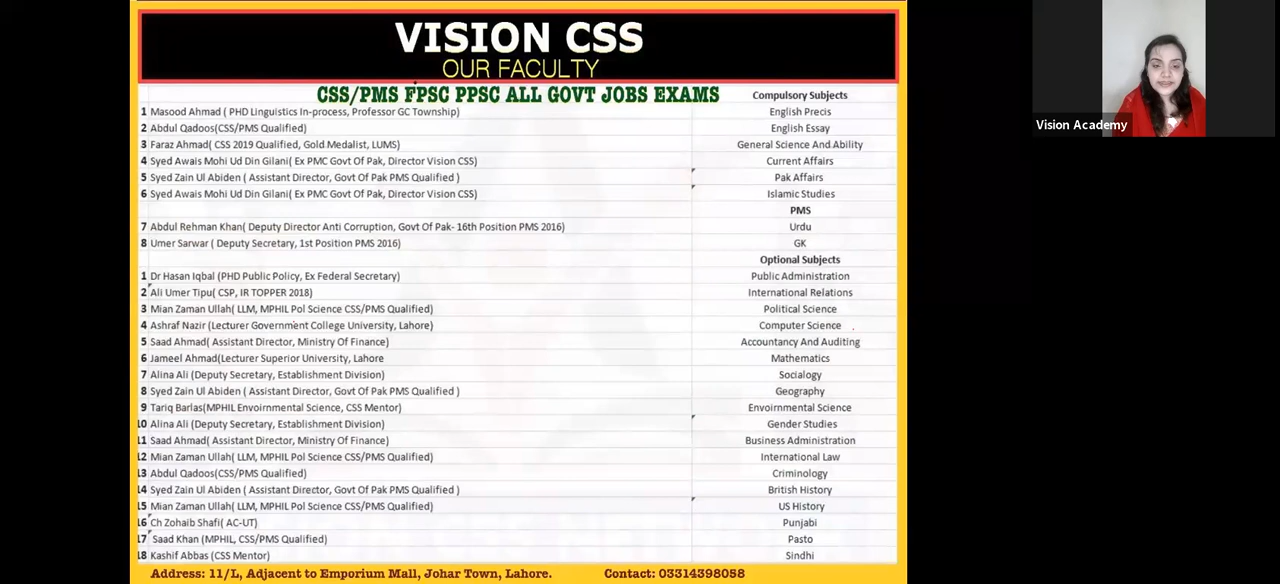 VISION CSS
OUR FACULTY
CSS/PMS FPSC PPSC ALL GOVT JOBS EXAMS Compulsory Subjects
1 Masood Ahmad ( PHD Linguistics In-process, Professor GC Township) English Precis
2 Abdul Qadoos(CSS/PMS Qualified) English Essay
3 Faraz Ahmad( CSS 2019 Qualified, Gold Medalist, LUMS) General Science And Ability
4 Syed Awais Mohi Ud Din Gilani( Ex PMC Govt Of Pak, Director Vision CSS) Current Affairs
5 Syed Zain Ul Abiden ( Assistant Director, Govt Of Pak PMS Qualified ) Pak Affairs
6 Syed Awais Mohi Ud Din Gilani( Ex PMC Govt Of Pak, Director Vision CSS) Islamic Studies
PMS
7 Abdul Rehman Khan( Deputy Director Anti Corruption, Govt Of Pak- 16th Position PMS 2016) Urdu
8 Umer Sarwar ( Deputy Secretary, 1st Position PMS 2016) GK
Optional Subjects
1 Dr Hasan Iqbal (PHD Public Policy, Ex Federal Secretary) Public Administration
2 Ali Umer Tipu( CSP, IR TOPPER 2018) International Relations
3 Mian Zaman Ullah( LLM, MPHIL Pol Science CSS/PMS Qualified) Political Science
4 Ashraf Nazir (Lecturer Government College University, Lahore) Computer Science
5 Saad Ahmad( Assistant Director, Ministry Of Finance) Accountancy And Auditing
6 Jameel Ahmad(Lecturer Superior University, Lahore Mathematics
7 Alina Ali (Deputy Secretary, Establishment Division) Socialogy
8 Syed Zain Ul Abiden ( Assistant Director, Govt Of Pak PMS Qualified ) Geography
9 Tariq Barlas(MPHIL Envoirnmental Science, CSS Mentor) Envoirnmental Science
10 Alina Ali (Deputy Secretary, Establishment Division) Gender Studies
11 Saad Ahmad( Assistant Director, Ministry Of Finance) Business Administration
12 Mian Zaman Ullah( LLM, MPHIL Pol Science CSS/PMS Qualified) International Law
13 Abdul Qadoos(CSS/PMS Qualified) Criminology
14 Syed Zain Ul Abiden ( Assistant Director, Govt Of Pak PMS Qualified ) British History
15 Mian Zaman Ullah( LLM, MPHIL Pol Science CSS/PMS Qualified) US History
16 Ch Zohaib Shafi( AC-UT) Punjabi
17 Saad Khan (MPHIL, CSS/PMS Qualified) Pasto
18 Kashif Abbas (CSS Mentor) Sindhi
Address: 11/L, Adjacent to Emporium Mall, Johar Town, Lahore. Contact: 03314398058
Vision Academy